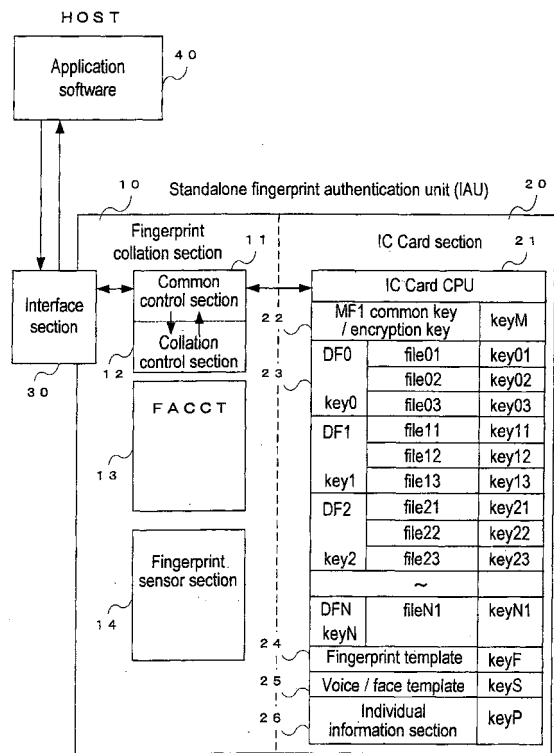 HOST
40
Application
software
10
20
Standalone fingerprint authentication unit (IAU)
Fingerprint
collation section
11
IC Card section
21
Interface
section
30
Common
control section
Collation
control section
12
FACCT
13
Fingerprint
sensor section
14
IC Card CPU
22
MF1 common key
/ encryption key
keyM
23
DF0
file01
key01
file02
key02
key0
file03
key03
DF1
file11
key11
file12
key12
key1
file13
key13
DF2
file21
key21
file22
key22
key2
file23
key23
~
DFN
fileN1
keyN1
keyN
24
Fingerprint template
keyF
25
Voice / face template
keyS
26
Individual
information section
keyP